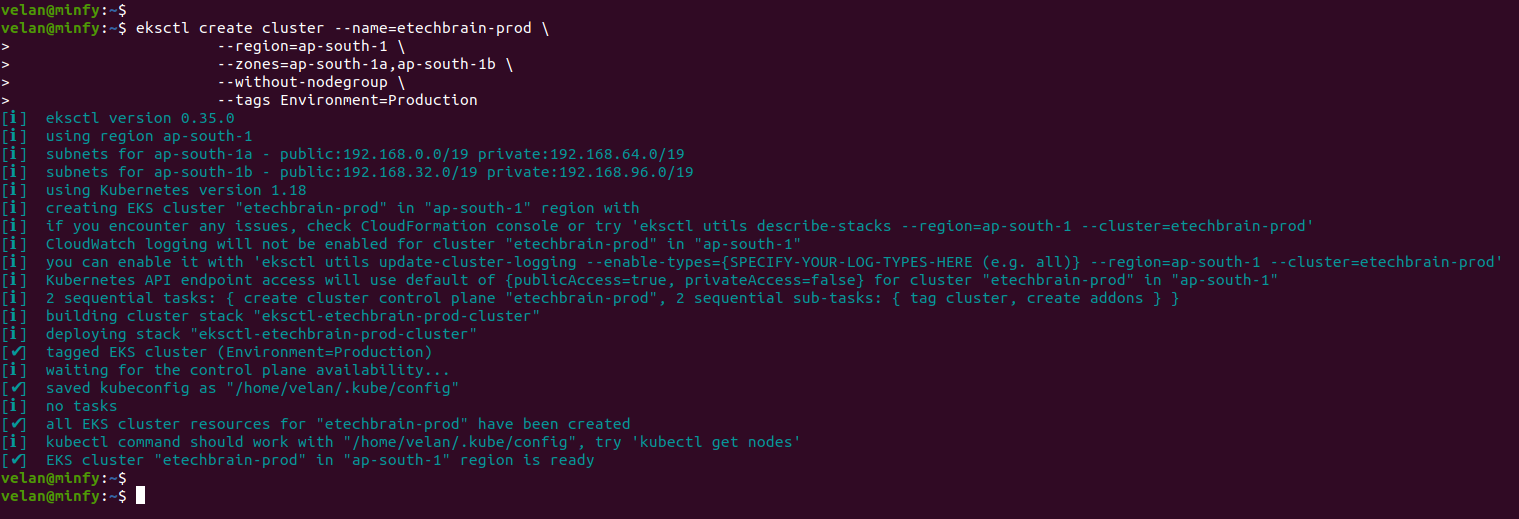 velan@minfy:~$
velan@minfy:~$ eksctl create cluster --name=etechbrain-prod \
>                       --region=ap-south-1 \
>                       --zones=ap-south-1a,ap-south-1b \
>                       --without-nodegroup \
>                       --tags Environment=Production
[ℹ]  eksctl version 0.35.0
[ℹ]  using region ap-south-1
[ℹ]  subnets for ap-south-1a - public:192.168.0.0/19 private:192.168.64.0/19
[ℹ]  subnets for ap-south-1b - public:192.168.32.0/19 private:192.168.96.0/19
[ℹ]  using Kubernetes version 1.18
[ℹ]  creating EKS cluster "etechbrain-prod" in "ap-south-1" region with
[ℹ]  if you encounter any issues, check CloudFormation console or try 'eksctl utils describe-stacks --region=ap-south-1 --cluster=etechbrain-prod'
[ℹ]  CloudWatch logging will not be enabled for cluster "etechbrain-prod" in "ap-south-1"
[ℹ]  you can enable it with 'eksctl utils update-cluster-logging --enable-types={SPECIFY-YOUR-LOG-TYPES-HERE (e.g. all)} --region=ap-south-1 --cluster=etechbrain-prod'
[ℹ]  Kubernetes API endpoint access will use default of {publicAccess=true, privateAccess=false} for cluster "etechbrain-prod" in "ap-south-1"
[ℹ]  2 sequential tasks: { create cluster control plane "etechbrain-prod", 2 sequential sub-tasks: { tag cluster, create addons } }
[ℹ]  building cluster stack "eksctl-etechbrain-prod-cluster"
[ℹ]  deploying stack "eksctl-etechbrain-prod-cluster"
[✔]  tagged EKS cluster (Environment=Production)
[ℹ]  waiting for the control plane availability...
[✔]  saved kubeconfig as "/home/velan/.kube/config"
[ℹ]  no tasks
[✔]  all EKS cluster resources for "etechbrain-prod" have been created
[ℹ]  kubectl command should work with "/home/velan/.kube/config", try 'kubectl get nodes'
[✔]  EKS cluster "etechbrain-prod" in "ap-south-1" region is ready
velan@minfy:~$
velan@minfy:~$